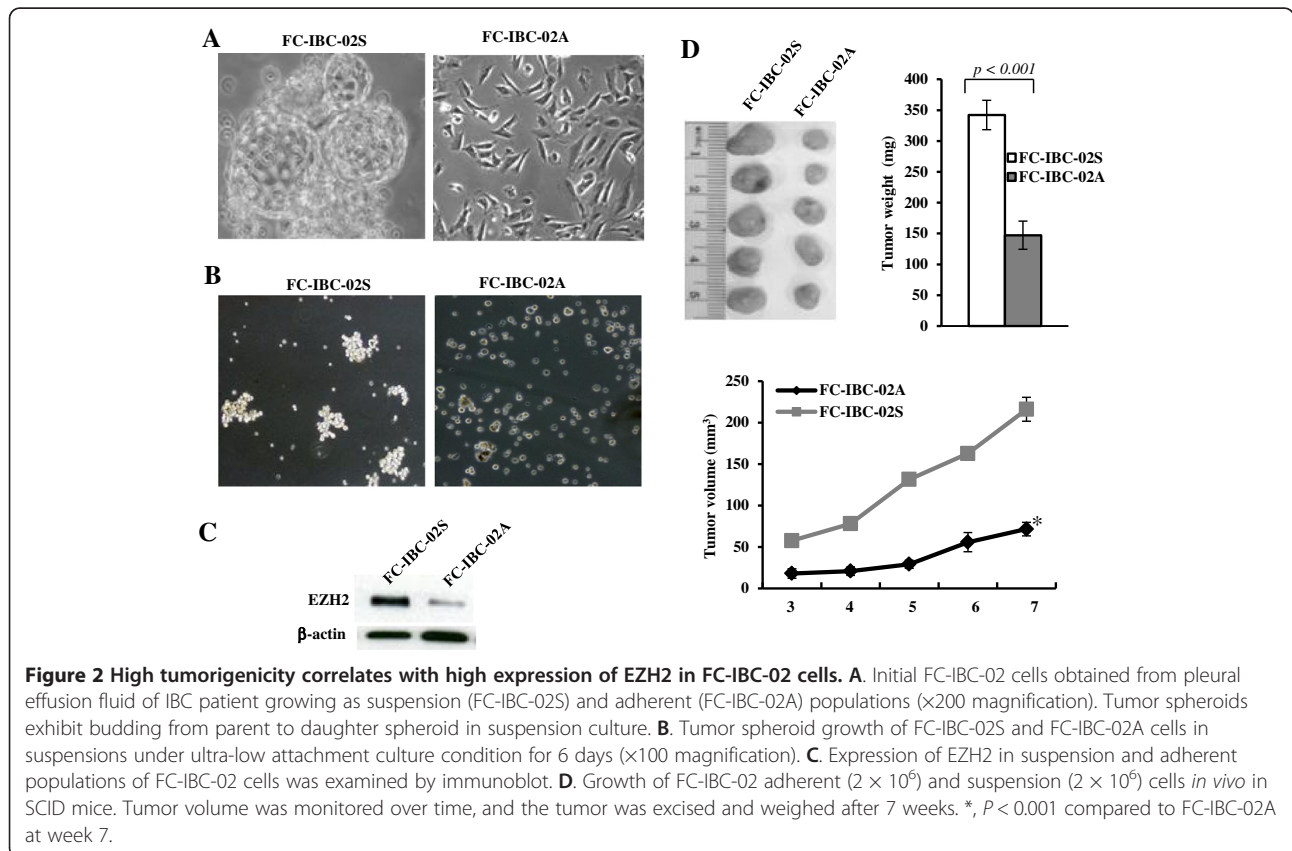 A
FC-IBC-02S
FC-IBC-02A
B
FC-IBC-02S
FC-IBC-02A
C
FC-IBC-02S
FC-IBC-02A
EZH2
β-actin
D
FC-IBC-02S
FC-IBC-02A
p < 0.001
Tumor weight (mg)
400
350
300
250
200
150
100
50
0
FC-IBC-02S
FC-IBC-02A
Tumor volume (mm³)
250
200
150
100
50
0
FC-IBC-02A
FC-IBC-02S
*
3 4 5 6 7
Figure 2 High tumorigenicity correlates with high expression of EZH2 in FC-IBC-02 cells. A. Initial FC-IBC-02 cells obtained from pleural
effusion fluid of IBC patient growing as suspension (FC-IBC-02S) and adherent (FC-IBC-02A) populations (×200 magnification). Tumor spheroids
exhibit budding from parent to daughter spheroid in suspension culture. B. Tumor spheroid growth of FC-IBC-02S and FC-IBC-02A cells in
suspensions under ultra-low attachment culture condition for 6 days (×100 magnification). C. Expression of EZH2 in suspension and adherent
populations of FC-IBC-02 cells was examined by immunoblot. D. Growth of FC-IBC-02 adherent (2 × 10⁶) and suspension (2 × 10⁶) cells in vivo in
SCID mice. Tumor volume was monitored over time, and the tumor was excised and weighed after 7 weeks. *, P < 0.001 compared to FC-IBC-02A
at week 7.